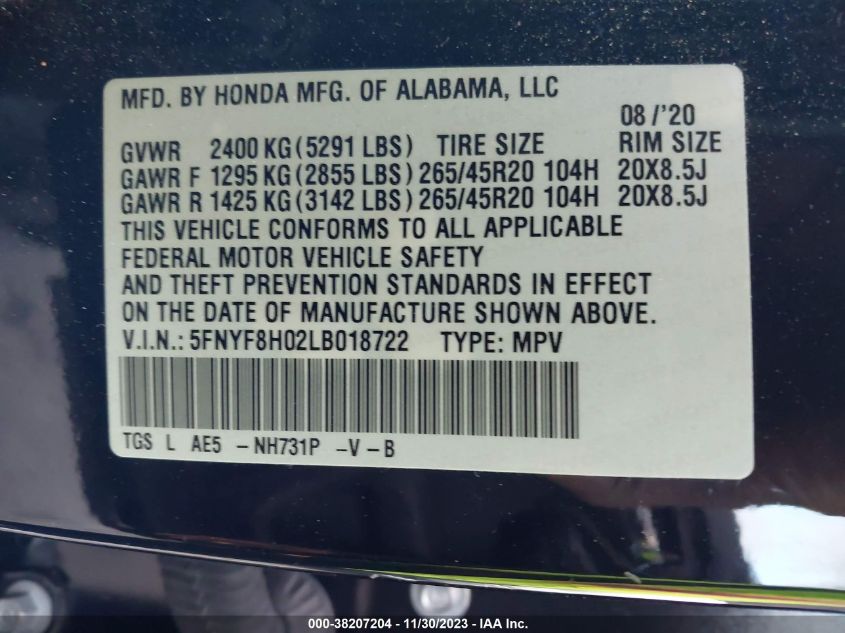 MFD. BY HONDA MFG. OF ALABAMA, LLC
08/'20
GVWR 2400 KG (5291 LBS) TIRE SIZE RIM SIZE
GAWR F 1295 KG (2855 LBS) 265/45R20 104H 20X8.5J
GAWR R 1425 KG (3142 LBS) 265/45R20 104H 20X8.5J
THIS VEHICLE CONFORMS TO ALL APPLICABLE
FEDERAL MOTOR VEHICLE SAFETY
AND THEFT PREVENTION STANDARDS IN EFFECT
ON THE DATE OF MANUFACTURE SHOWN ABOVE.
V.I.N.: 5FNYF8H02LB018722 TYPE: MPV
TGS L AE5 – NH731P –V – B
000-38207204 - 11/30/2023 - IAA Inc.